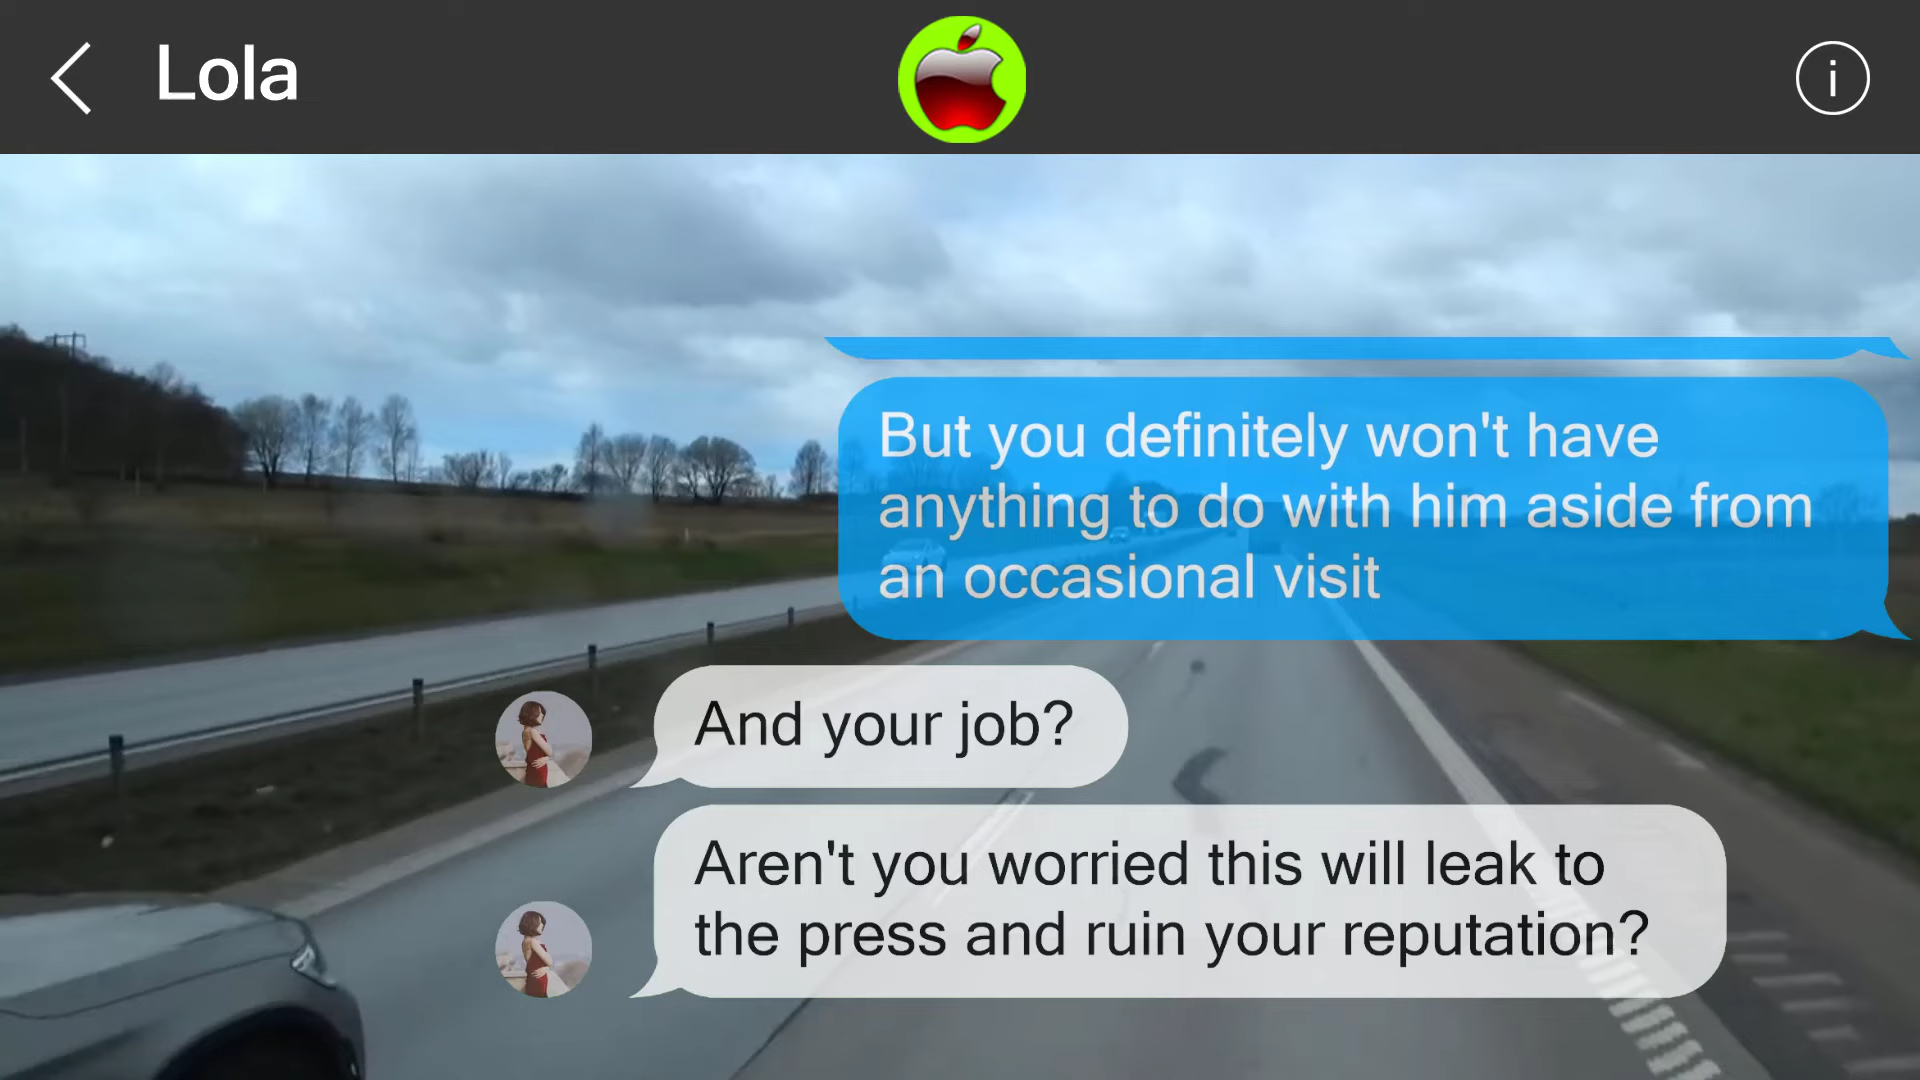 Lola
i
But you definitely won't have
anything to do with him aside from
an occasional visit
And your job?
Aren't you worried this will leak to
the press and ruin your reputation?